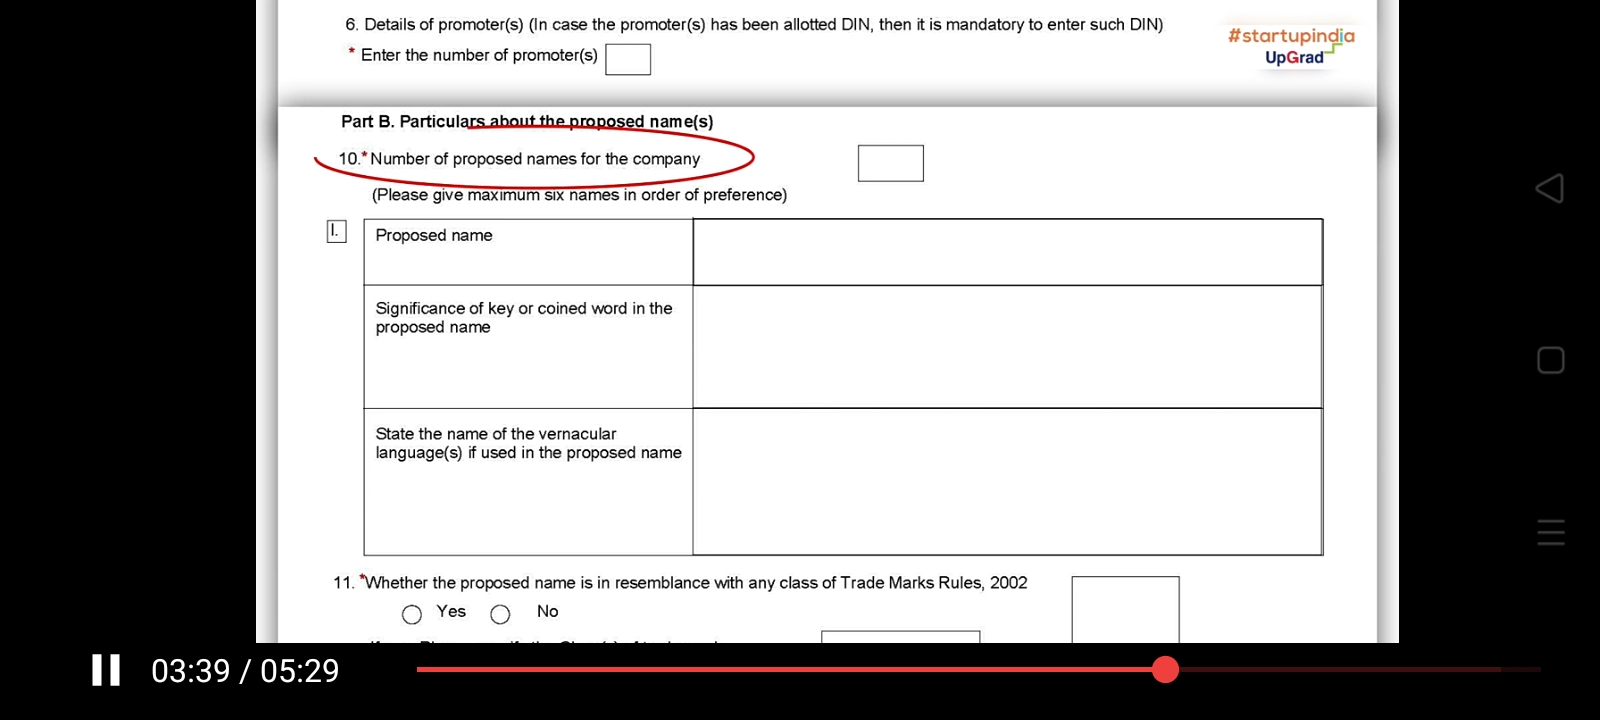 6. Details of promoter(s) (In case the promoter(s) has been allotted DIN, then it is mandatory to enter such DIN)
* Enter the number of promoter(s)
#startupindia
UpGrad
Part B. Particulars about the proposed name(s)
10.* Number of proposed names for the company
(Please give maximum six names in order of preference)
I.
Proposed name
Significance of key or coined word in the
proposed name
State the name of the vernacular
language(s) if used in the proposed name
11. *Whether the proposed name is in resemblance with any class of Trade Marks Rules, 2002
Yes No
03:39 / 05:29